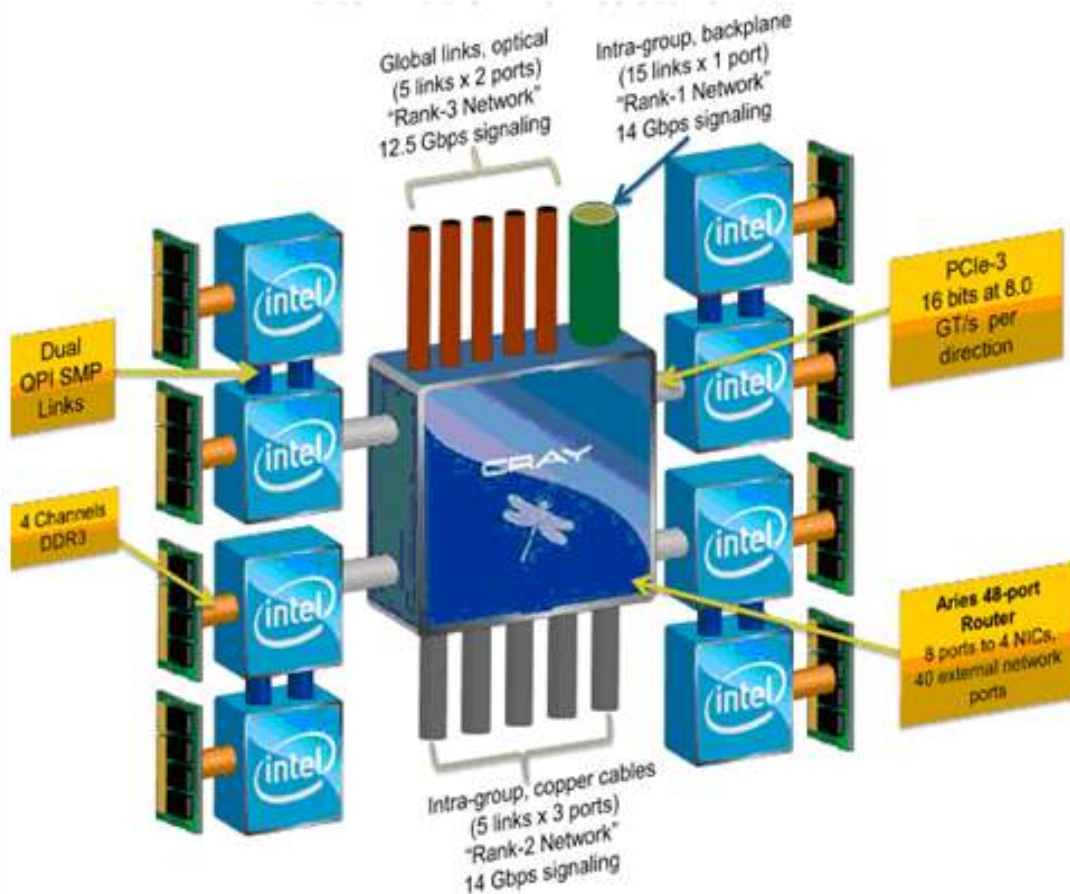 Global links, optical
(5 links x 2 ports)
"Rank-3 Network"
12.5 Gbps signaling
Intra-group, backplane
(15 links x 1 port)
"Rank-1 Network"
14 Gbps signaling
intel
intel
intel
intel
intel
intel
intel
intel
Dual
QPI SMP
Links
4 Channels
DDR3
PCIe-3
16 bits at 8.0
GT/s per
direction
CRAY
Aries 48-port
Router
8 ports to 4 NICs,
40 external network
ports
Intra-group, copper cables
(5 links x 3 ports)
"Rank-2 Network"
14 Gbps signaling